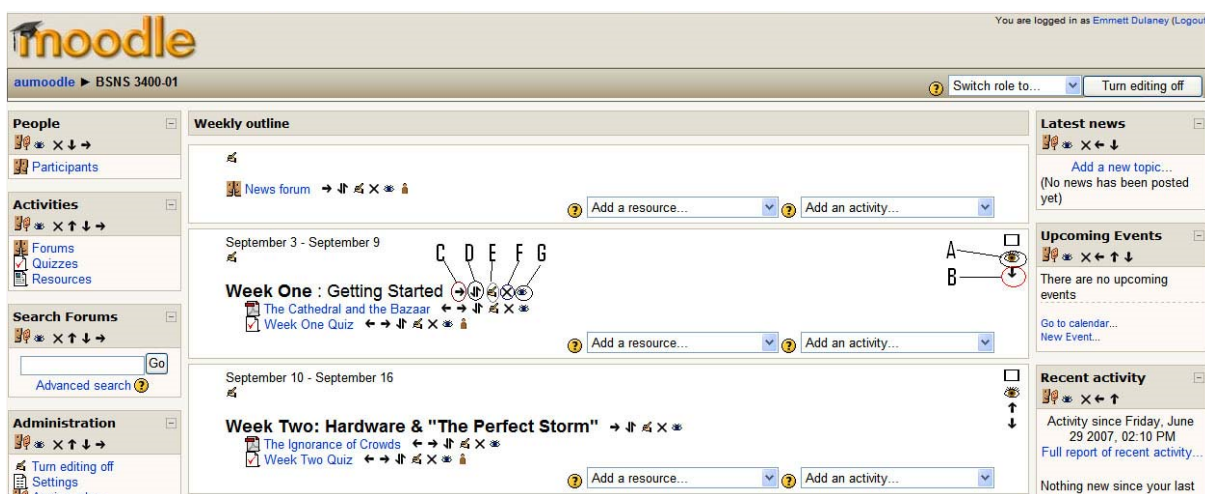 moodle
You are logged in as Emmett Dulaney (Logout
aumoodle ► BSNS 3400-01
Switch role to...
Turn editing off
People
Participants
Activities
Forums
Quizzes
Resources
Search Forums
Go
Advanced search
Administration
Turn editing off
Settings
Weekly outline
News forum
Add a resource...
Add an activity...
September 3 - September 9
C D E F G
A
B
Week One : Getting Started
The Cathedral and the Bazaar
Week One Quiz
Add a resource...
Add an activity...
September 10 - September 16
Week Two: Hardware & "The Perfect Storm"
The Ignorance of Crowds
Week Two Quiz
Add a resource...
Add an activity...
Latest news
Add a new topic...
(No news has been posted
yet)
Upcoming Events
There are no upcoming
events
Go to calendar...
New Event...
Recent activity
Activity since Friday, June
29 2007, 02:10 PM
Full report of recent activity...
Nothing new since your last